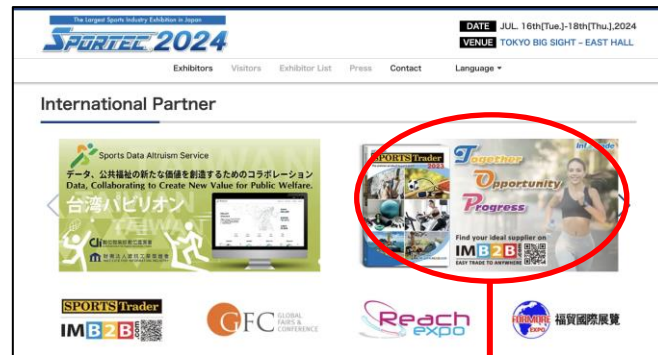 The Largest Sports Industry Exhibition in Japan
SPORTEC 2024
DATE JUL. 16th[Tue.]-18th[Thu.],2024
VENUE TOKYO BIG SIGHT – EAST HALL
Exhibitors Visitors Exhibitor List Press Contact Language
International Partner
Sports Data Altruism Service
データ、公共福祉の新たな価値を創造するためのコラボレーション
Data, Collaborating to Create New Value for Public Welfare.
台湾パビリオン
TAIWAN
SPORTS Trader
2023
Together
Opportunity
Progress
Find your ideal supplier on
IMB2B
EASY TRADE TO ANYWHERE
SPORTS Trader
IMB2B.com
GFC GLOBAL
FAIRS &
CONFERENCE
Reach
expo
FORMORE
EXPO
福貿國際展覽